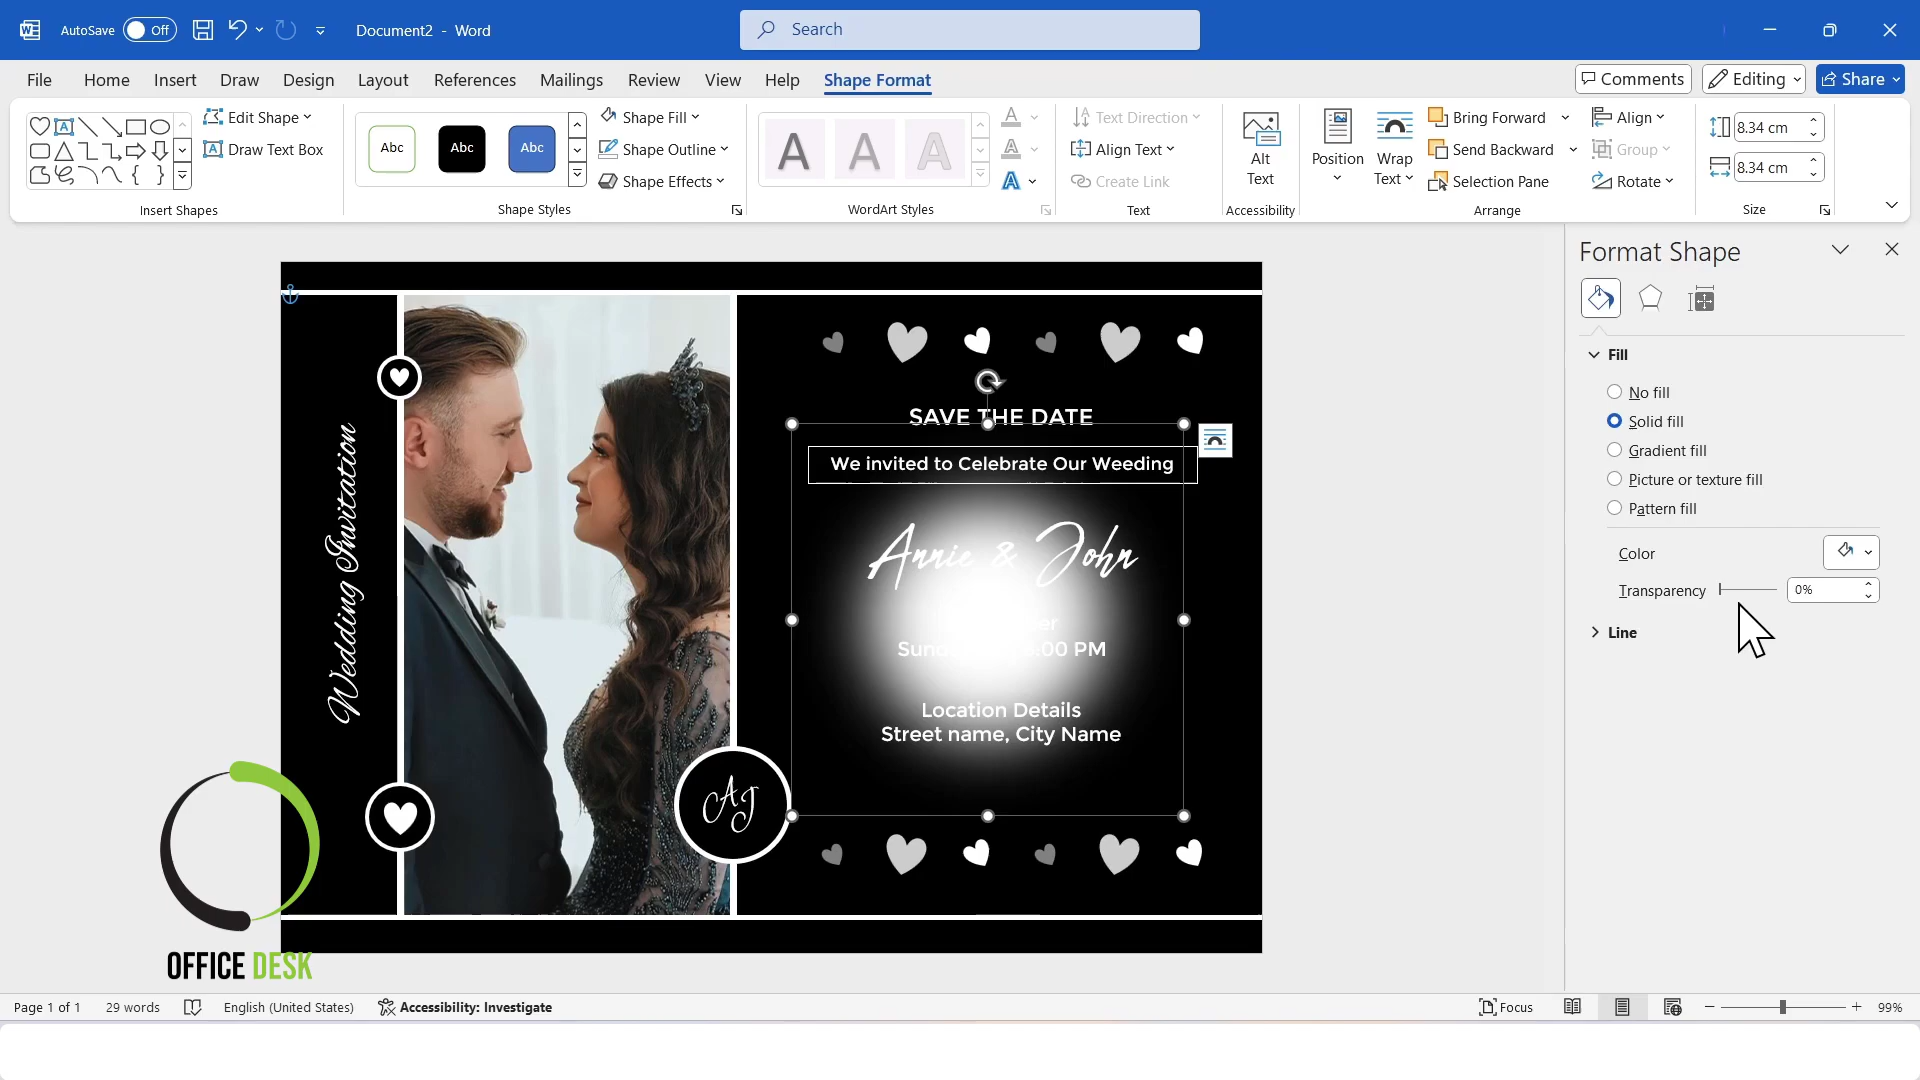 AutoSave Off
Document2 - Word
Search
File Home Insert Draw Design Layout References Mailings Review View Help Shape Format
Comments Editing Share
Edit Shape
Draw Text Box
Insert Shapes
Abc Abc Abc
Shape Fill
Shape Outline
Shape Effects
Shape Styles
A A A
A
A
A
WordArt Styles
Text Direction
Align Text
Create Link
Text
Alt Text
Accessibility
Position
Wrap Text
Bring Forward
Send Backward
Selection Pane
Align
Group
Rotate
Arrange
8.34 cm
8.34 cm
Size
Format Shape
Fill
No fill
Solid fill
Gradient fill
Picture or texture fill
Pattern fill
Color
Transparency 0%
Line
Wedding Invitation
SAVE THE DATE
We invited to Celebrate Our Weeding
Annie & John
Location Details
Street name, City Name
AJ
OFFICE DESK
Page 1 of 1 29 words English (United States) Accessibility: Investigate
Focus 99%